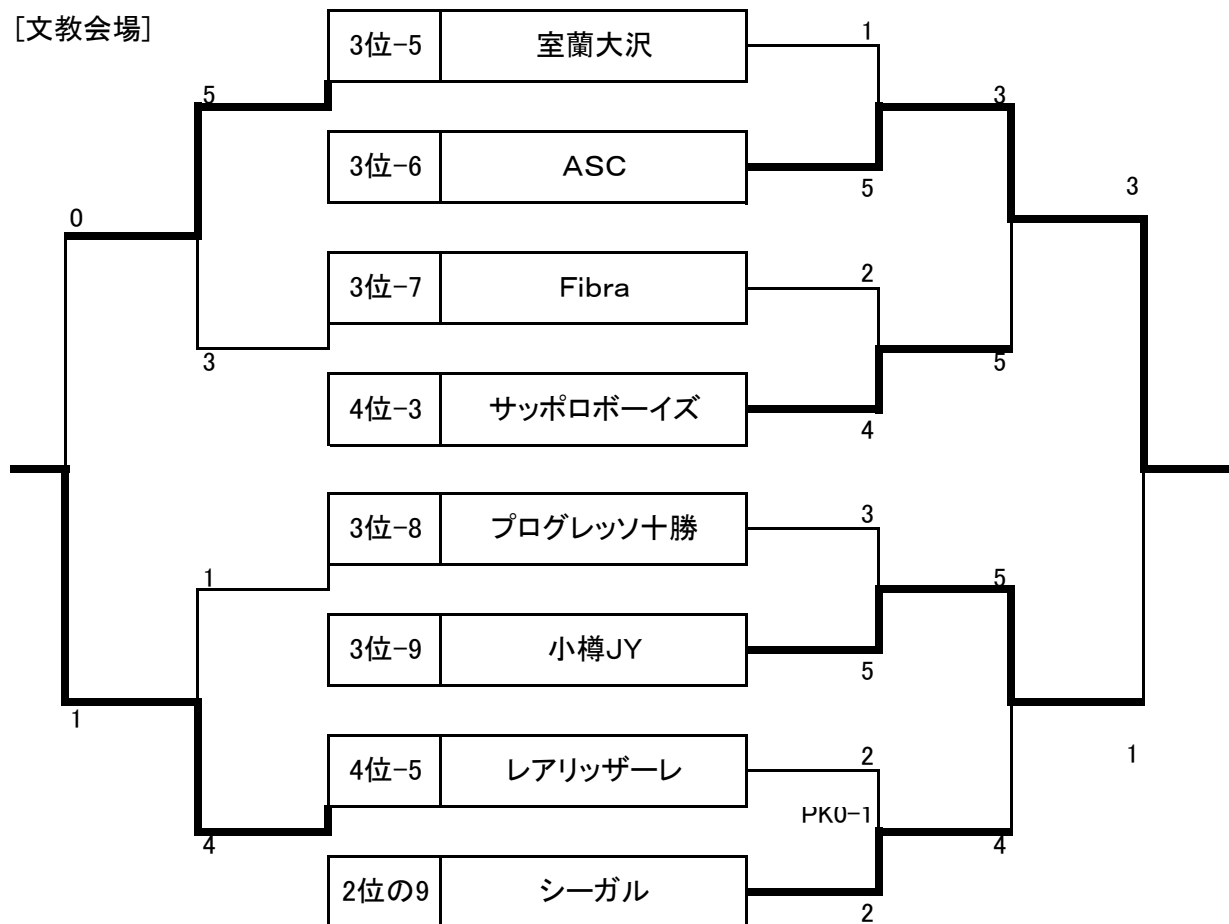 [文教会場]
3位-5 室蘭大沢 1
5 3
3位-6 ASC 5
0 3
3位-7 Fibra 2
3 5
4位-3 サッポロボーイズ 4
3位-8 プログレッソ十勝 3
1 5
3位-9 小樽JY 5
1
4位-5 レアリッザーレ 2
1
PK0-1
4 4
2位の9 シーガル 2